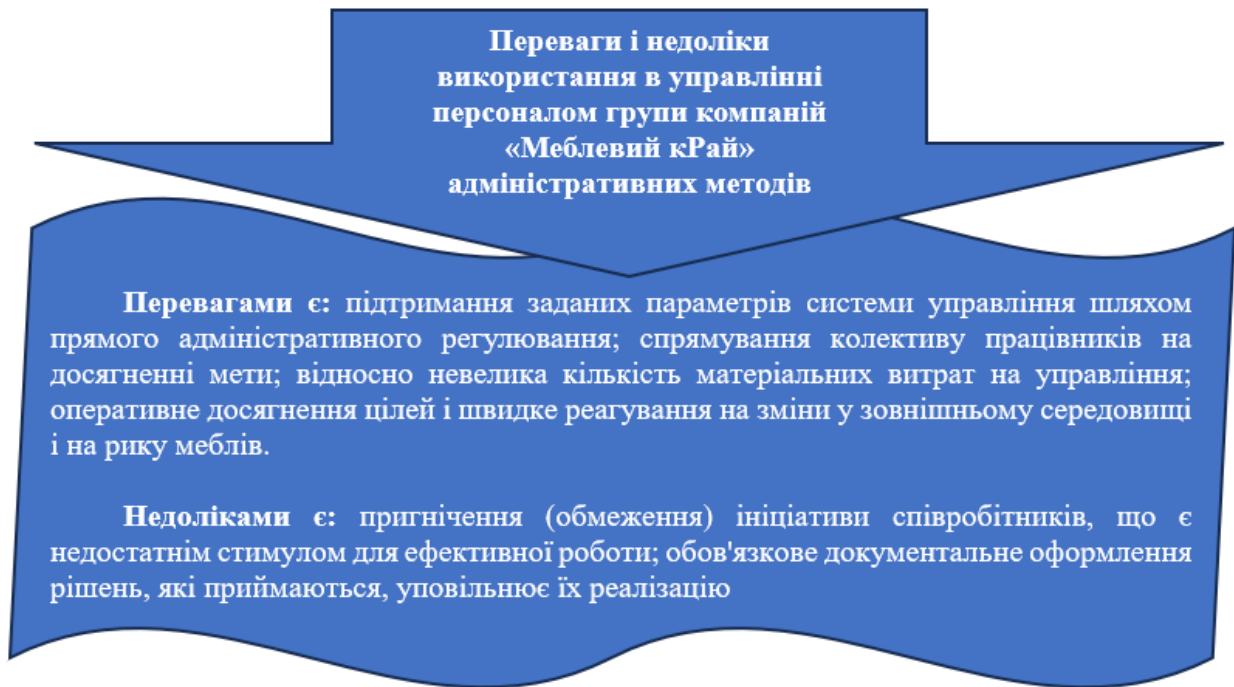 Переваги і недоліки
використання в управлінні
персоналом групи компаній
«Меблевий кРай»
адміністративних методів
Перевагами є: підтримання заданих параметрів системи управління шляхом
прямого адміністративного регулювання; спрямування колективу працівників на
досягненні мети; відносно невелика кількість матеріальних витрат на управління;
оперативне досягнення цілей і швидке реагування на зміни у зовнішньому середовищі
і на рику меблів.
Недоліками є: пригнічення (обмеження) ініціативи співробітників, що є
недостатнім стимулом для ефективної роботи; обов'язкове документальне оформлення
рішень, які приймаються, уповільнює їх реалізацію